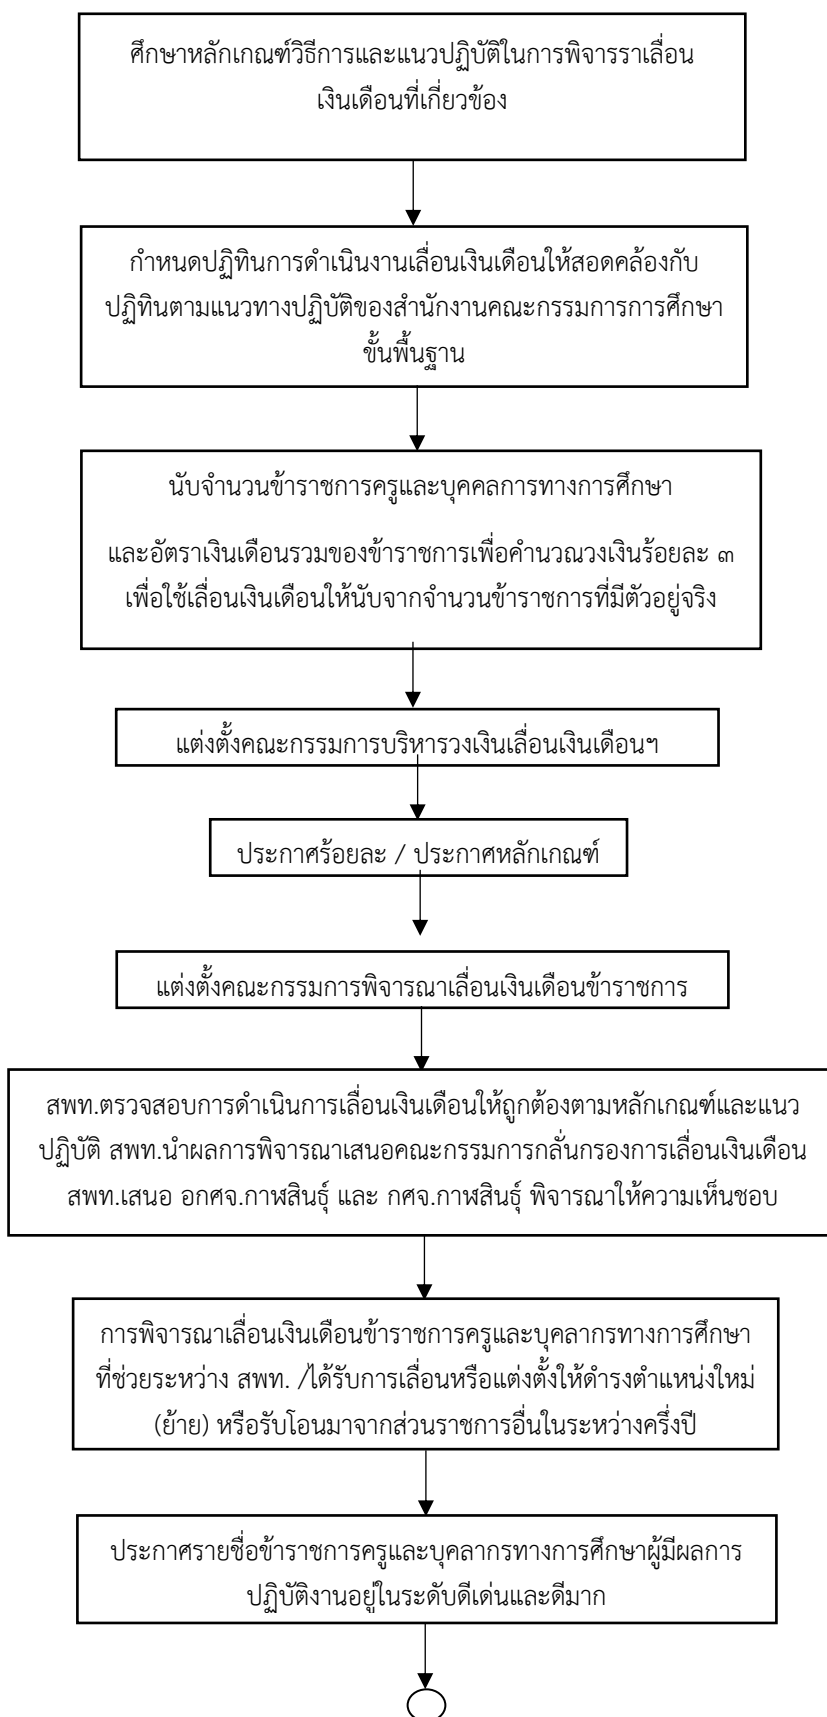 ศึกษาหลักเกณฑ์วิธีการและแนวปฏิบัติในการพิจารราเลื่อน
เงินเดือนที่เกี่ยวข้อง
กำหนดปฏิทินการดำเนินงานเลื่อนเงินเดือนให้สอดคล้องกับ
ปฏิทินตามแนวทางปฏิบัติของสำนักงานคณะกรรมการการศึกษา
ขั้นพื้นฐาน
นับจำนวนข้าราชการครูและบุคคลการทางการศึกษา
และอัตราเงินเดือนรวมของข้าราชการเพื่อคำนวณวงเงินร้อยละ ๓
เพื่อใช้เลื่อนเงินเดือนให้นับจากจำนวนข้าราชการที่มีตัวอยู่จริง
แต่งตั้งคณะกรรมการบริหารวงเงินเลื่อนเงินเดือนฯ
ประกาศร้อยละ / ประกาศหลักเกณฑ์
แต่งตั้งคณะกรรมการพิจารณาเลื่อนเงินเดือนข้าราชการ
สพท.ตรวจสอบการดำเนินการเลื่อนเงินเดือนให้ถูกต้องตามหลักเกณฑ์และแนว
ปฏิบัติ สพท.นำผลการพิจารณาเสนอคณะกรรมการกลั่นกรองการเลื่อนเงินเดือน
สพท.เสนอ อกศจ.กาฬสินธุ์ และ กศจ.กาฬสินธุ์ พิจารณาให้ความเห็นชอบ
การพิจารณาเลื่อนเงินเดือนข้าราชการครูและบุคลากรทางการศึกษา
ที่ช่วยระหว่าง สพท. /ได้รับการเลื่อนหรือแต่งตั้งให้ดำรงตำแหน่งใหม่
(ย้าย) หรือรับโอนมาจากส่วนราชการอื่นในระหว่างครึ่งปี
ประกาศรายชื่อข้าราชการครูและบุคลากรทางการศึกษาผู้มีผลการ
ปฏิบัติงานอยู่ในระดับดีเด่นและดีมาก